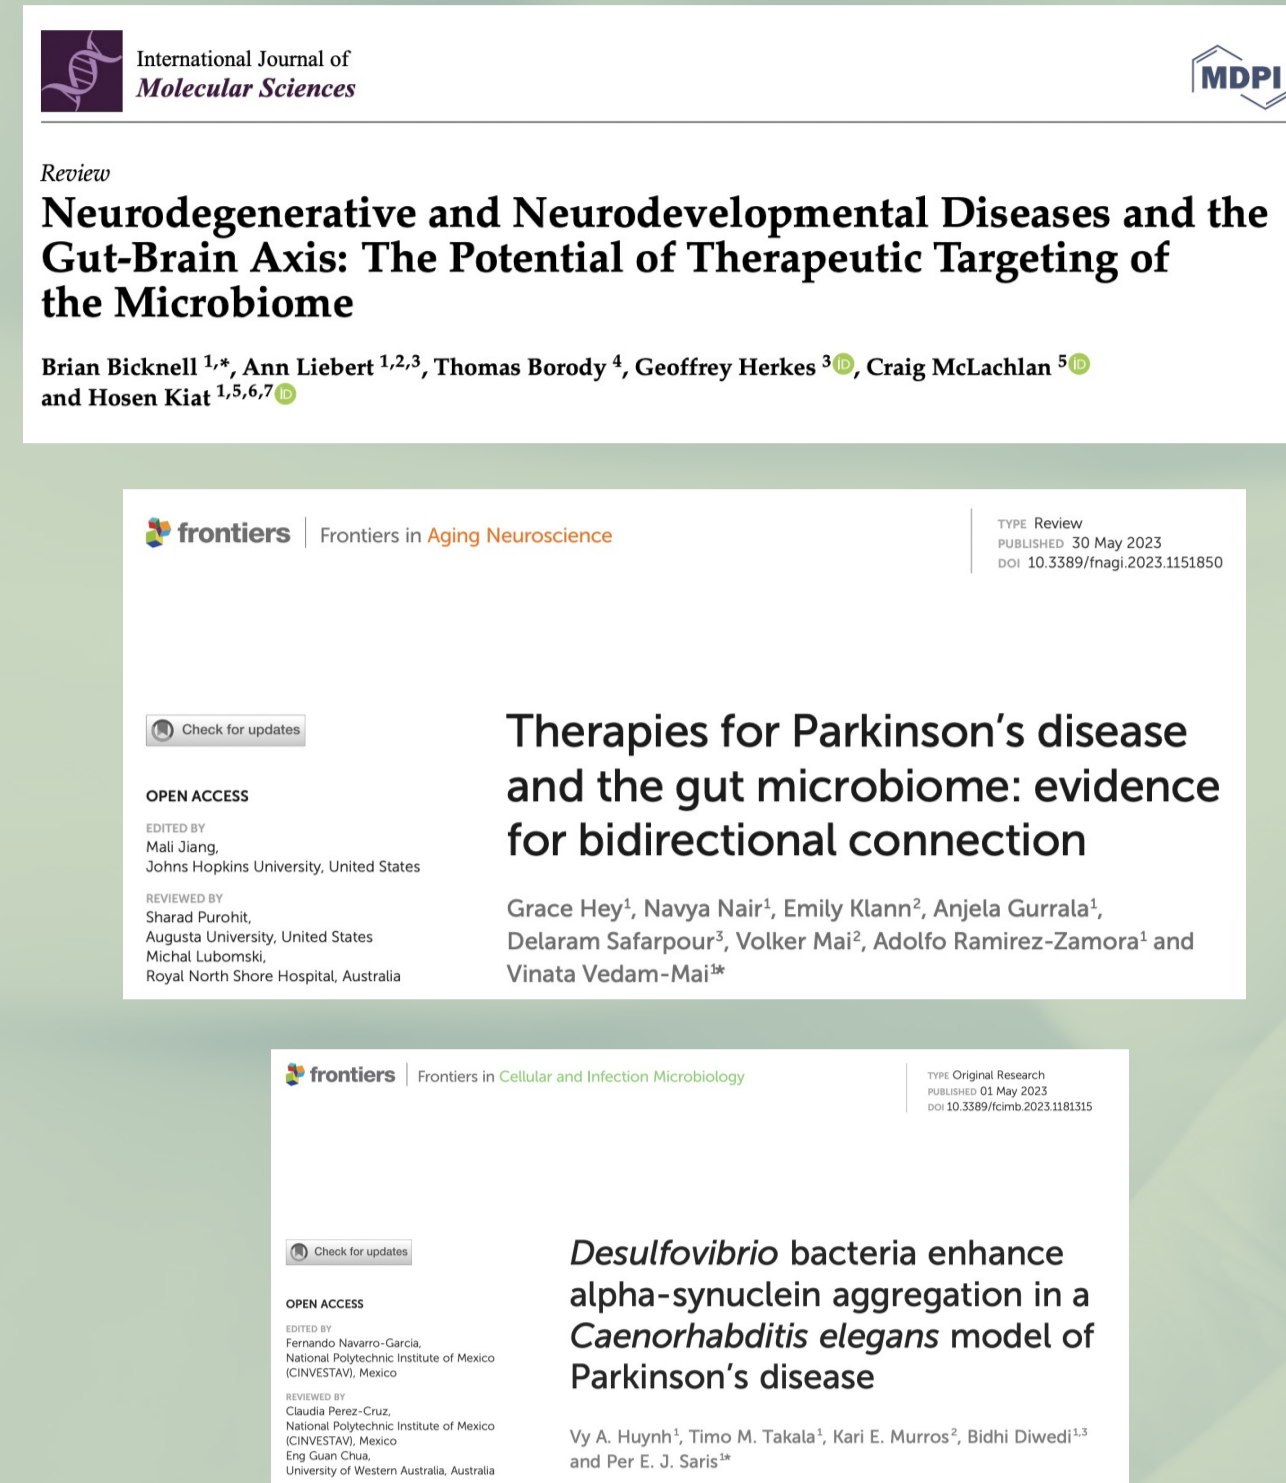 International Journal of
Molecular Sciences
MDPI
Review
Neurodegenerative and Neurodevelopmental Diseases and the
Gut-Brain Axis: The Potential of Therapeutic Targeting of
the Microbiome
Brian Bicknell 1,*, Ann Liebert 1,2,3, Thomas Borody 4, Geoffrey Herkes 3 iD, Craig McLachlan 5 iD
and Hosen Kiat 1,5,6,7 iD
frontiers | Frontiers in Aging Neuroscience
TYPE Review
PUBLISHED 30 May 2023
DOI 10.3389/fnagi.2023.1151850
Check for updates
OPEN ACCESS
EDITED BY
Mali Jiang,
Johns Hopkins University, United States
REVIEWED BY
Sharad Purohit,
Augusta University, United States
Michal Lubomski,
Royal North Shore Hospital, Australia
Therapies for Parkinson's disease
and the gut microbiome: evidence
for bidirectional connection
Grace Hey1, Navya Nair1, Emily Klann2, Anjela Gurrala1,
Delaram Safarpour3, Volker Mai2, Adolfo Ramirez-Zamora1 and
Vinata Vedam-Mai1*
frontiers | Frontiers in Cellular and Infection Microbiology
TYPE Original Research
PUBLISHED 01 May 2023
DOI 10.3389/fcimb.2023.1181315
Check for updates
OPEN ACCESS
EDITED BY
Fernando Navarro-Garcia,
National Polytechnic Institute of Mexico
(CINVESTAV), Mexico
REVIEWED BY
Claudia Perez-Cruz,
National Polytechnic Institute of Mexico
(CINVESTAV), Mexico
Eng Guan Chua,
University of Western Australia, Australia
Desulfovibrio bacteria enhance
alpha-synuclein aggregation in a
Caenorhabditis elegans model of
Parkinson's disease
Vy A. Huynh1, Timo M. Takala1, Kari E. Murros2, Bidhi Diwedi1,3
and Per E. J. Saris1*